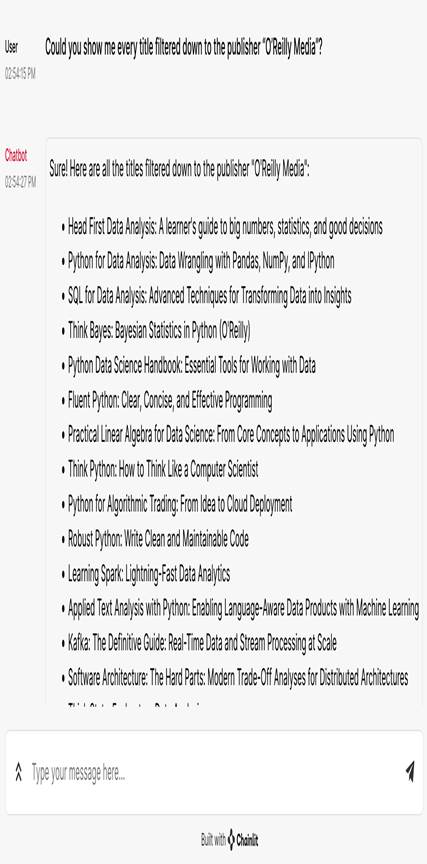 User
Could you show me every title filtered down to the publisher "O'Reilly Media"?
02:54:15 PM
Chatbot
02:54:27 PM
Sure! Here are all the titles filtered down to the publisher "O'Reilly Media":
• Head First Data Analysis: A learner's guide to big numbers, statistics, and good decisions
• Python for Data Analysis: Data Wrangling with Pandas, NumPy, and IPython
• SQL for Data Analysis: Advanced Techniques for Transforming Data into Insights
• Think Bayes: Bayesian Statistics in Python (O'Reilly)
• Python Data Science Handbook: Essential Tools for Working with Data
• Fluent Python: Clear, Concise, and Effective Programming
• Practical Linear Algebra for Data Science: From Core Concepts to Applications Using Python
• Think Python: How to Think Like a Computer Scientist
• Python for Algorithmic Trading: From Idea to Cloud Deployment
• Robust Python: Write Clean and Maintainable Code
• Learning Spark: Lightning-Fast Data Analytics
• Applied Text Analysis with Python: Enabling Language-Aware Data Products with Machine Learning
• Kafka: The Definitive Guide: Real-Time Data and Stream Processing at Scale
• Software Architecture: The Hard Parts: Modern Trade-Off Analyses for Distributed Architectures
Type your message here...
Built with Chainlit